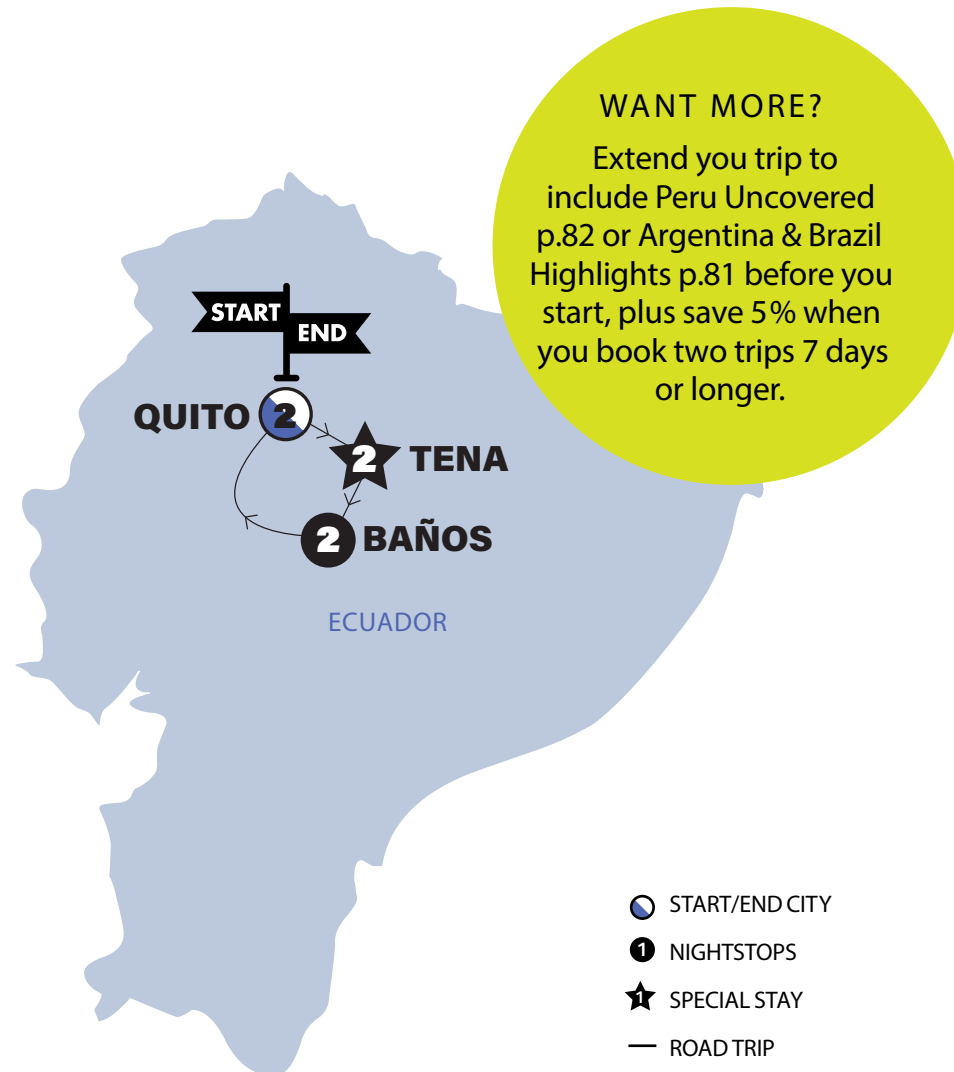 WANT MORE?
Extend you trip to
include Peru Uncovered
p.82 or Argentina & Brazil
Highlights p.81 before you
start, plus save 5% when
you book two trips 7 days
or longer.
START
END
QUITO 2
2 TENA
2 BAÑOS
ECUADOR
START/END CITY
1 NIGHTSTOPS
1 SPECIAL STAY
ROAD TRIP